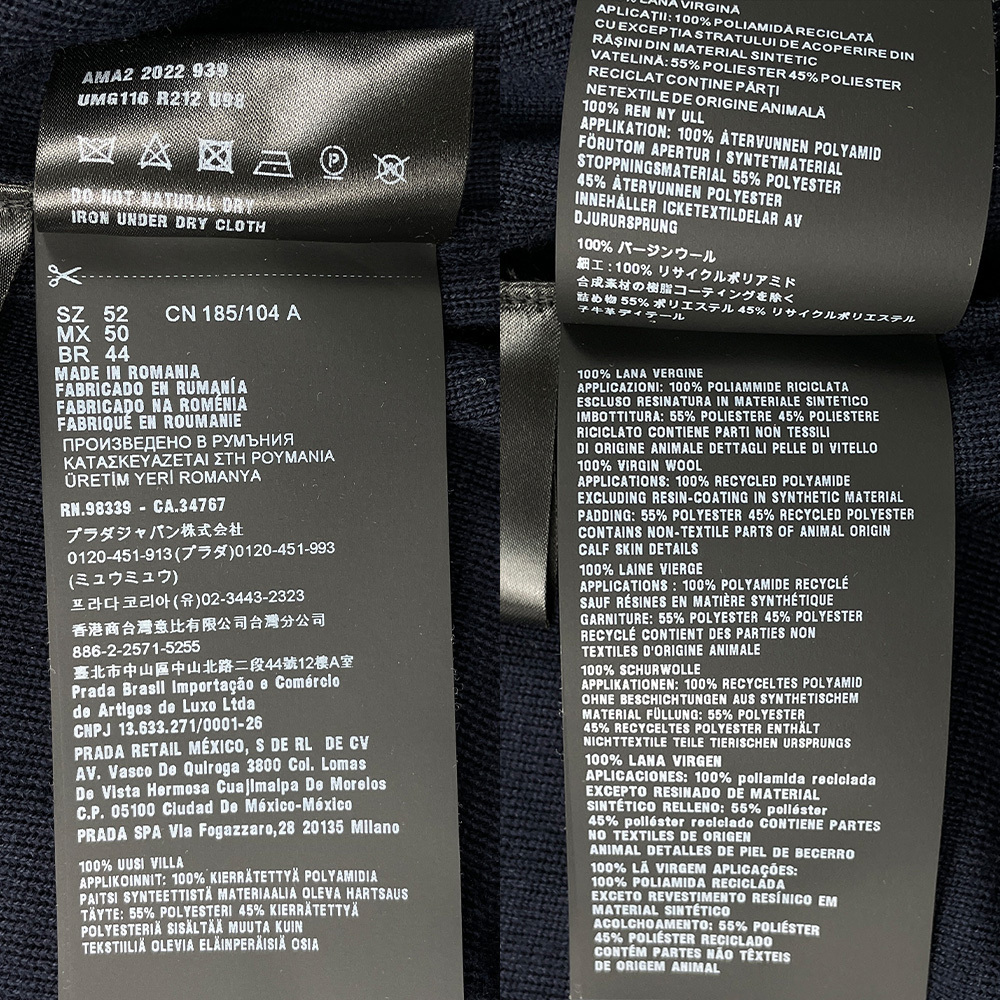 AMA2 2022 939
UMG116 R212 U98
P
DO NOT NATURAL DRY
IRON UNDER DRY CLOTH
SZ 52 CN 185/104 A
MX 50
BR 44
MADE IN ROMANIA
FABRICADO EN RUMANÍA
FABRICADO NA ROMÉNIA
FABRIQUÉ EN ROUMANIE
ПРОИЗВЕДЕНО В РУМЪНИЯ
ΚΑΤΑΣΚΕΥΑΖΕΤΑΙ ΣΤΗ ΡΟΥΜΑΝΙΑ
ÜRETİM YERİ ROMANYA
RN.98339 - CA.34767
プラダジャパン株式会社
0120-451-913(プラダ)0120-451-993
(ミュウミュウ)
프라다코리아(유)02-3443-2323
香港商台灣意比有限公司台灣分公司
886-2-2571-5255
臺北市中山區中山北路二段44號12樓A室
Prada Brasil Importação e Comércio
de Artigos de Luxo Ltda
CNPJ 13.633.271/0001-26
PRADA RETAIL MÉXICO, S DE RL DE CV
AV. Vasco De Quiroga 3800 Col. Lomas
De Vista Hermosa Cuajimalpa De Morelos
C.P. 05100 Ciudad De México-México
PRADA SPA Via Fogazzaro,28 20135 Milano
100% UUSI VILLA
APPLIKOINNIT: 100% KIERRÄTETTYÄ POLYAMIDIA
PAITSI SYNTEETTISTÄ MATERIAALIA OLEVA HARTSAUS
TÄYTE: 55% POLYESTERI 45% KIERRÄTETTYÄ
POLYESTERIÄ SISÄLTÄÄ MUUTA KUIN
TEKSTIILIÄ OLEVIA ELÄINPERÄISIÄ OSIA
LANA VIRGINĂ
APLICAȚII: 100% POLIAMIDĂ RECICLATĂ
CU EXCEPȚIA STRATULUI DE ACOPERIRE DIN
RĂȘINI DIN MATERIAL SINTETIC
VATELINĂ: 55% POLIESTER 45% POLIESTER
RECICLAT CONȚINE PĂRȚI
NETEXTILE DE ORIGINE ANIMALĂ
100% REN NY ULL
APPLIKATION: 100% ÅTERVUNNEN POLYAMID
FÖRUTOM APERTUR I SYNTETMATERIAL
STOPPNINGSMATERIAL 55% POLYESTER
45% ÅTERVUNNEN POLYESTER
INNEHÅLLER ICKETEXTILDELAR AV
DJURURSPRUNG
100% バージンウール
細工:100% リサイクルポリアミド
合成素材の樹脂コーティングを除く
詰め物 55% ポリエステル 45% リサイクルポリエステル
子牛革ディテール
100% LANA VERGINE
APPLICAZIONI: 100% POLIAMMIDE RICICLATA
ESCLUSO RESINATURA IN MATERIALE SINTETICO
IMBOTTITURA: 55% POLIESTERE 45% POLIESTERE
RICICLATO CONTIENE PARTI NON TESSILI
DI ORIGINE ANIMALE DETTAGLI PELLE DI VITELLO
100% VIRGIN WOOL
APPLICATIONS: 100% RECYCLED POLYAMIDE
EXCLUDING RESIN-COATING IN SYNTHETIC MATERIAL
PADDING: 55% POLYESTER 45% RECYCLED POLYESTER
CONTAINS NON-TEXTILE PARTS OF ANIMAL ORIGIN
CALF SKIN DETAILS
100% LAINE VIERGE
APPLICATIONS : 100% POLYAMIDE RECYCLÉ
SAUF RÉSINES EN MATIÈRE SYNTHÉTIQUE
GARNITURE: 55% POLYESTER 45% POLYESTER
RECYCLÉ CONTIENT DES PARTIES NON
TEXTILES D'ORIGINE ANIMALE
100% SCHURWOLLE
APPLIKATIONEN: 100% RECYCELTES POLYAMID
OHNE BESCHICHTUNGEN AUS SYNTHETISCHEM
MATERIAL FÜLLUNG: 55% POLYESTER
45% RECYCELTES POLYESTER ENTHÄLT
NICHTTEXTILE TEILE TIERISCHEN URSPRUNGS
100% LANA VIRGEN
APLICACIONES: 100% poliamida reciclada
EXCEPTO RESINADO DE MATERIAL
SINTÉTICO RELLENO: 55% poliéster
45% poliéster reciclado CONTIENE PARTES
NO TEXTILES DE ORIGEN
ANIMAL DETALLES DE PIEL DE BECERRO
100% LÃ VIRGEM APLICAÇÕES:
100% POLIAMIDA RECICLADA
EXCETO REVESTIMENTO RESÍNICO EM
MATERIAL SINTÉTICO
ACOLCHOAMENTO: 55% POLIÉSTER
45% POLIÉSTER RECICLADO
CONTÉM PARTES NÃO TÊXTEIS
DE ORIGEM ANIMAL